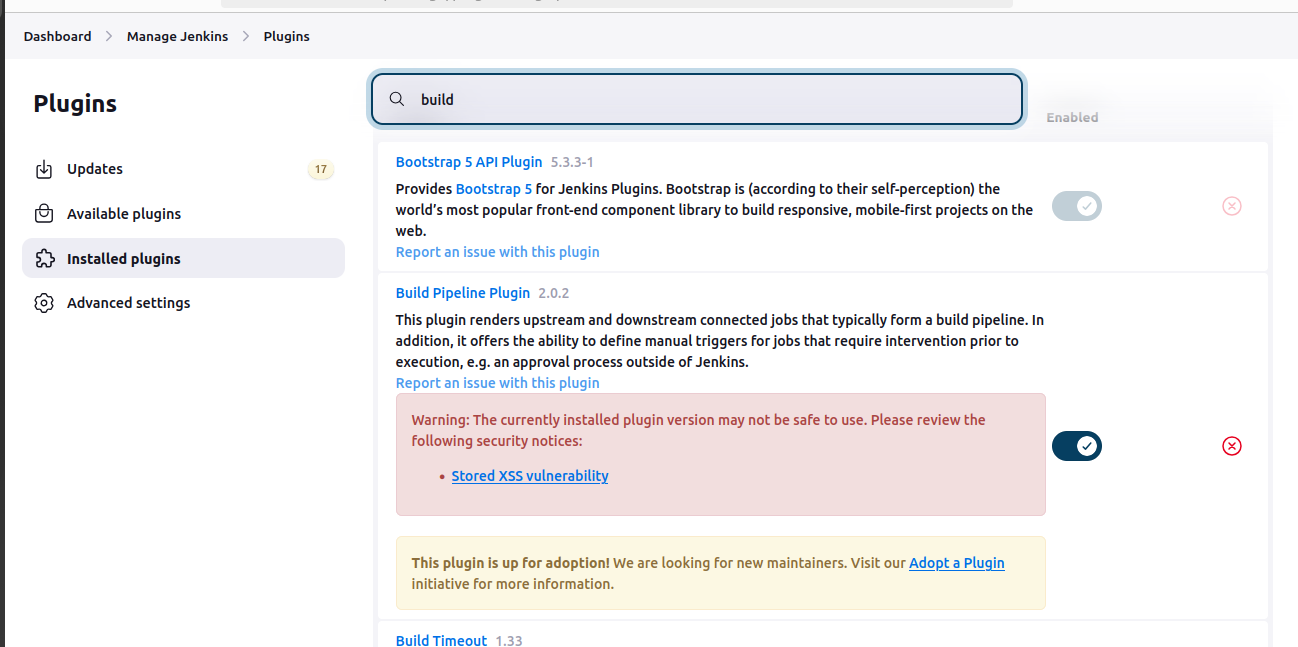 Dashboard > Manage Jenkins > Plugins
Plugins
Updates 17
Available plugins
Installed plugins
Advanced settings
build
Enabled
Bootstrap 5 API Plugin 5.3.3-1
Provides Bootstrap 5 for Jenkins Plugins. Bootstrap is (according to their self-perception) the
world's most popular front-end component library to build responsive, mobile-first projects on the
web.
Report an issue with this plugin
Build Pipeline Plugin 2.0.2
This plugin renders upstream and downstream connected jobs that typically form a build pipeline. In
addition, it offers the ability to define manual triggers for jobs that require intervention prior to
execution, e.g. an approval process outside of Jenkins.
Report an issue with this plugin
Warning: The currently installed plugin version may not be safe to use. Please review the
following security notices:
• Stored XSS vulnerability
This plugin is up for adoption! We are looking for new maintainers. Visit our Adopt a Plugin
initiative for more information.
Build Timeout 1.33